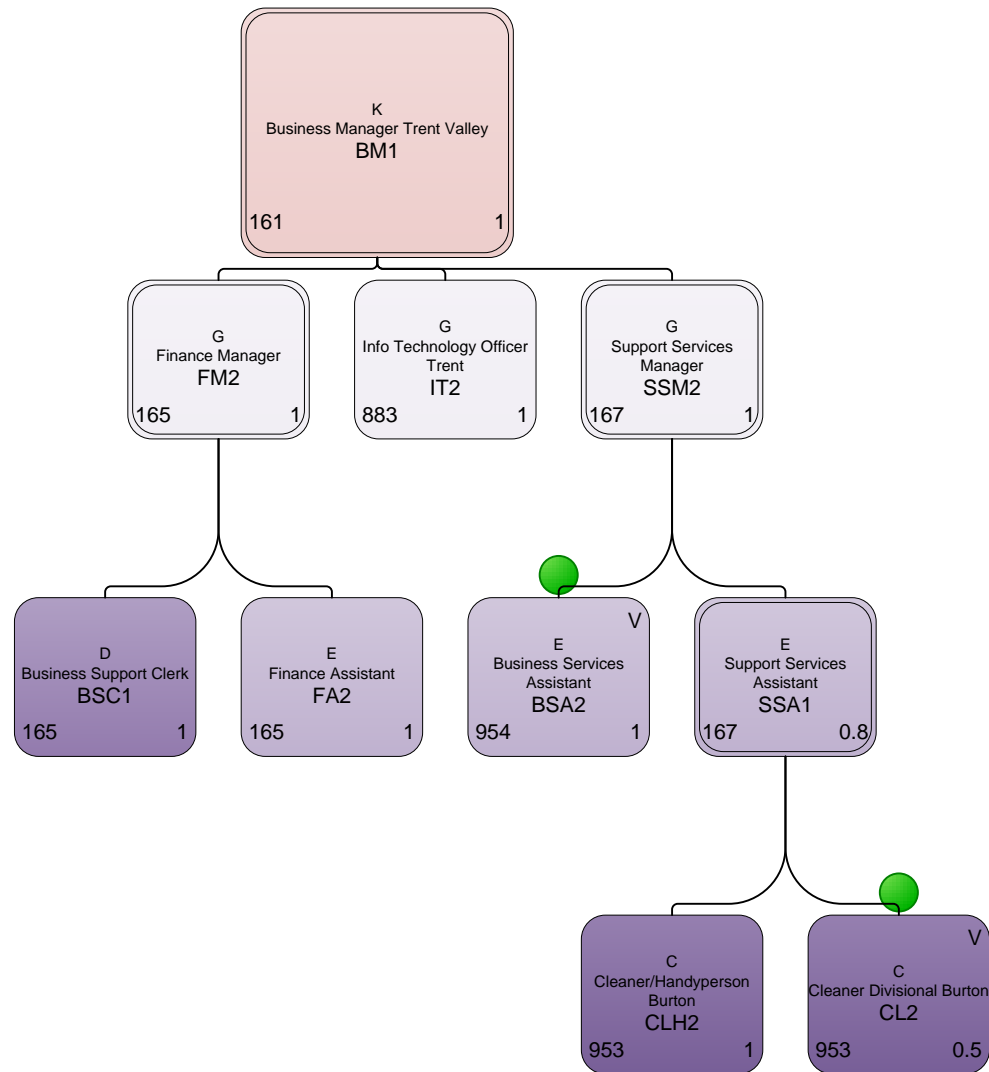 K
Business Manager Trent Valley
BM1
161 1
G
Finance Manager
FM2
165 1
G
Info Technology Officer
Trent
IT2
883 1
G
Support Services
Manager
SSM2
167 1
D
Business Support Clerk
BSC1
165 1
E
Finance Assistant
FA2
165 1
V
E
Business Services
Assistant
BSA2
954 1
E
Support Services
Assistant
SSA1
167 0.8
C
Cleaner/Handyperson
Burton
CLH2
953 1
V
C
Cleaner Divisional Burton
CL2
953 0.5